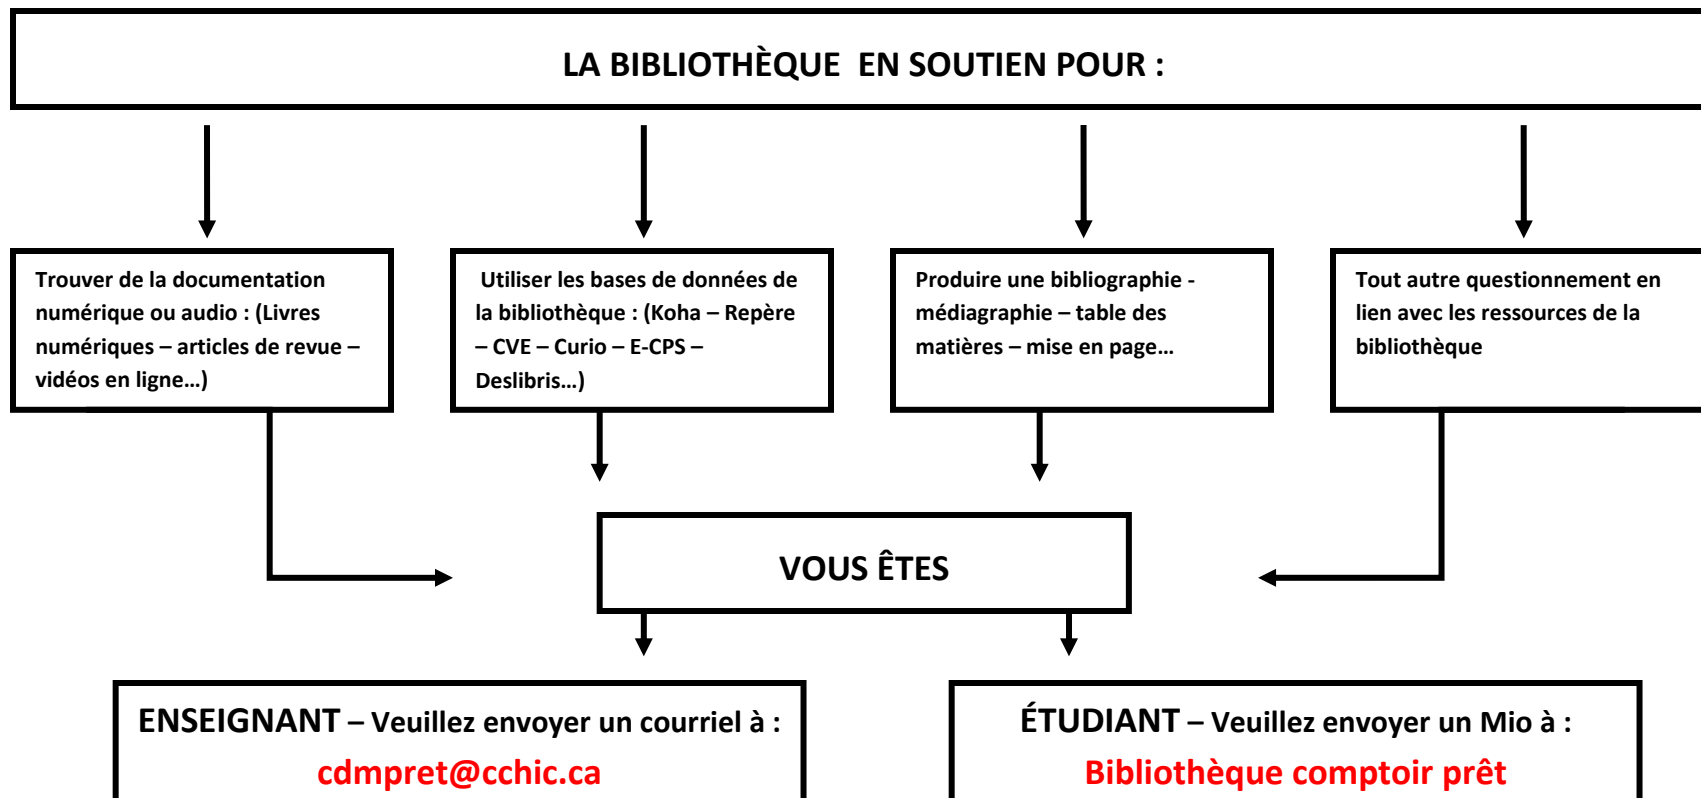 LA BIBLIOTHÈQUE EN SOUTIEN POUR :
Trouver de la documentation
numérique ou audio : (Livres
numériques – articles de revue –
vidéos en ligne…)
Utiliser les bases de données de
la bibliothèque : (Koha – Repère
– CVE – Curio – E-CPS –
Deslibris…)
Produire une bibliographie -
médiagraphie – table des
matières – mise en page…
Tout autre questionnement en
lien avec les ressources de la
bibliothèque
VOUS ÊTES
ENSEIGNANT – Veuillez envoyer un courriel à :
cdmpret@cchic.ca
ÉTUDIANT – Veuillez envoyer un Mio à :
Bibliothèque comptoir prêt